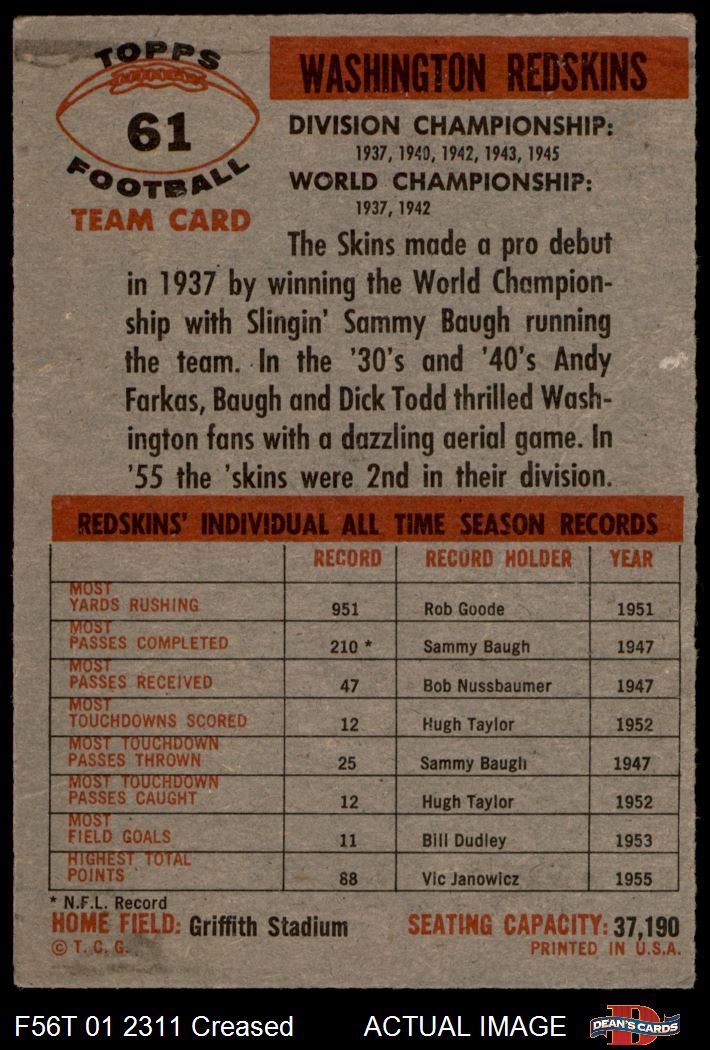 TOPPS
61
FOOTBALL
TEAM CARD
WASHINGTON REDSKINS
DIVISION CHAMPIONSHIP:
1937, 1940, 1942, 1943, 1945
WORLD CHAMPIONSHIP:
1937, 1942
The Skins made a pro debut
in 1937 by winning the World Champion-
ship with Slingin' Sammy Baugh running
the team. In the '30's and '40's Andy
Farkas, Baugh and Dick Todd thrilled Wash-
ington fans with a dazzling aerial game. In
'55 the 'skins were 2nd in their division.
REDSKINS' INDIVIDUAL ALL TIME SEASON RECORDS
RECORD RECORD HOLDER YEAR
MOST
YARDS RUSHING 951 Rob Goode 1951
MOST
PASSES COMPLETED 210 * Sammy Baugh 1947
MOST
PASSES RECEIVED 47 Bob Nussbaumer 1947
MOST
TOUCHDOWNS SCORED 12 Hugh Taylor 1952
MOST TOUCHDOWN
PASSES THROWN 25 Sammy Baugh 1947
MOST TOUCHDOWN
PASSES CAUGHT 12 Hugh Taylor 1952
MOST
FIELD GOALS 11 Bill Dudley 1953
HIGHEST TOTAL
POINTS 88 Vic Janowicz 1955
* N.F.L. Record
HOME FIELD: Griffith Stadium SEATING CAPACITY: 37,190
© T. C. G. PRINTED IN U.S.A.
F56T 01 2311 Creased ACTUAL IMAGE D DEAN'S CARDS